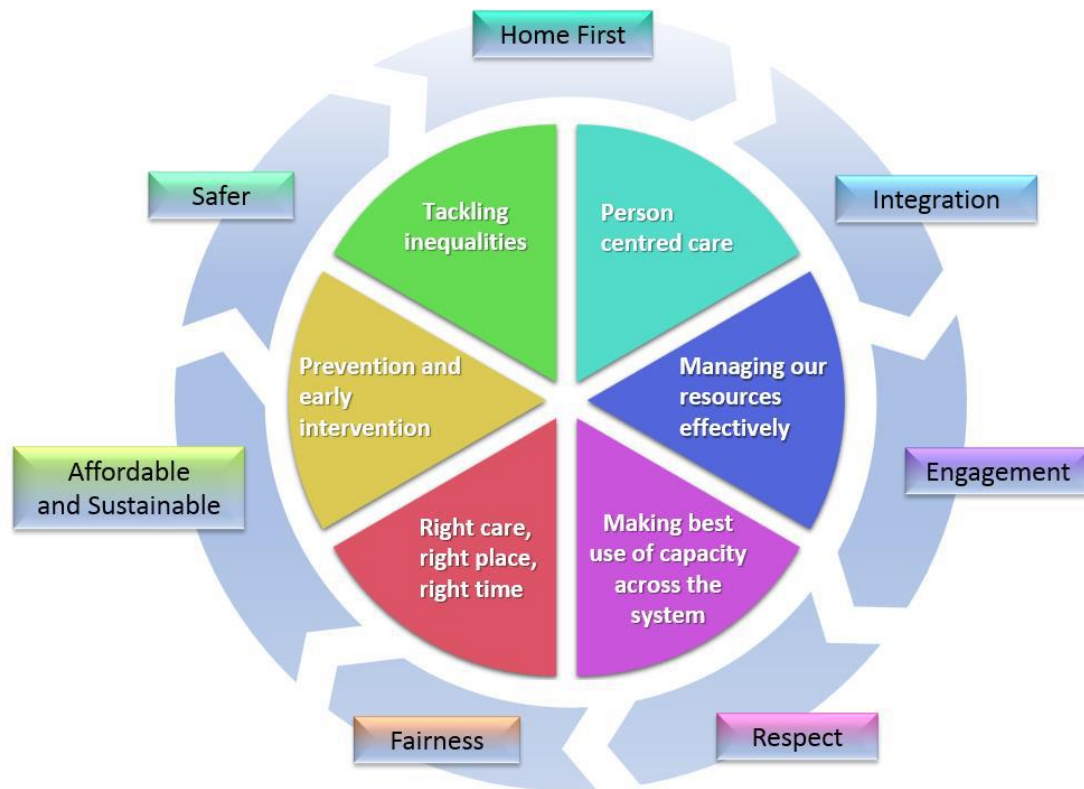 Home First
Safer
Integration
Tackling
inequalities
Person
centred care
Prevention and
early
intervention
Managing our
resources
effectively
Affordable
and Sustainable
Engagement
Right care,
right place,
right time
Making best
use of capacity
across the
system
Fairness
Respect